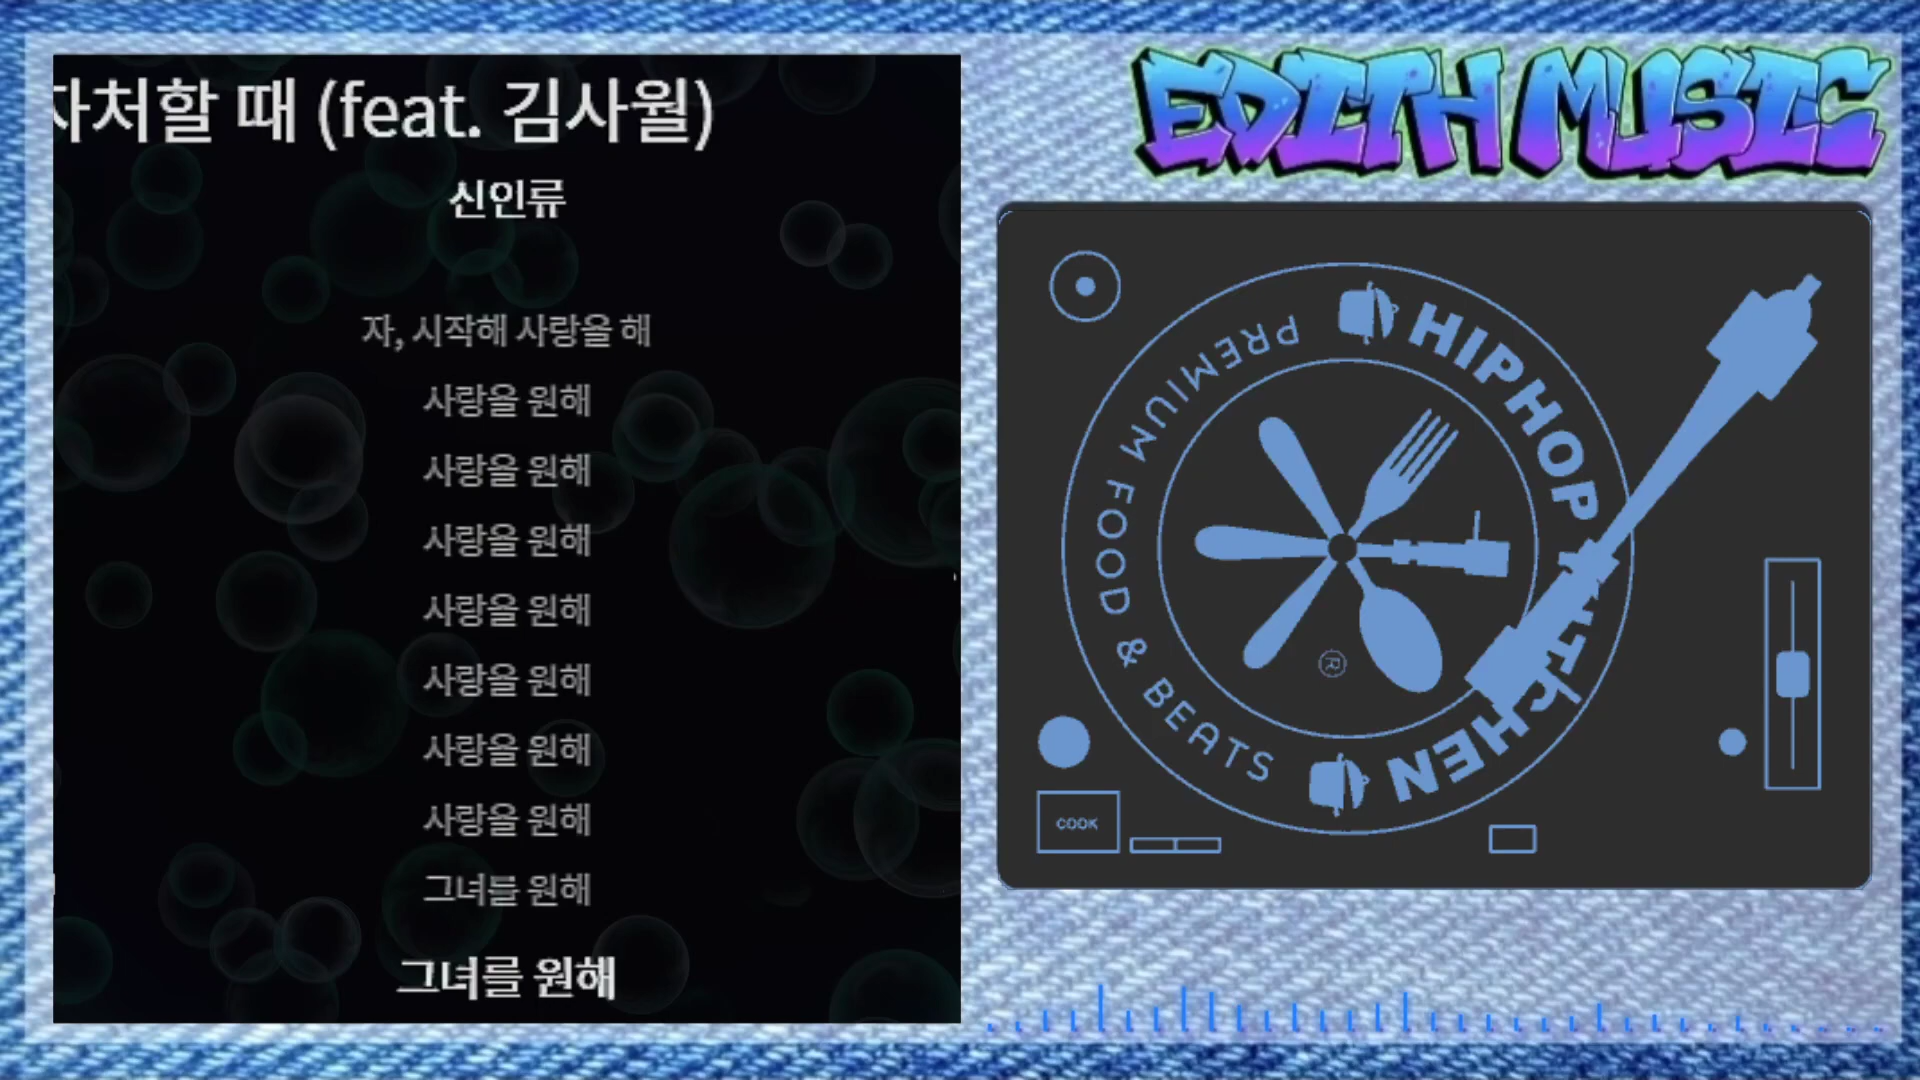 자처할 때 (feat. 김사월)
신인류
자, 시작해 사랑을 해
사랑을 원해
사랑을 원해
사랑을 원해
사랑을 원해
사랑을 원해
사랑을 원해
사랑을 원해
그녀를 원해
그녀를 원해
EDITH MUSIC
HIPHOP KITCHEN
PREMIUM FOOD & BEATS
®
COOK